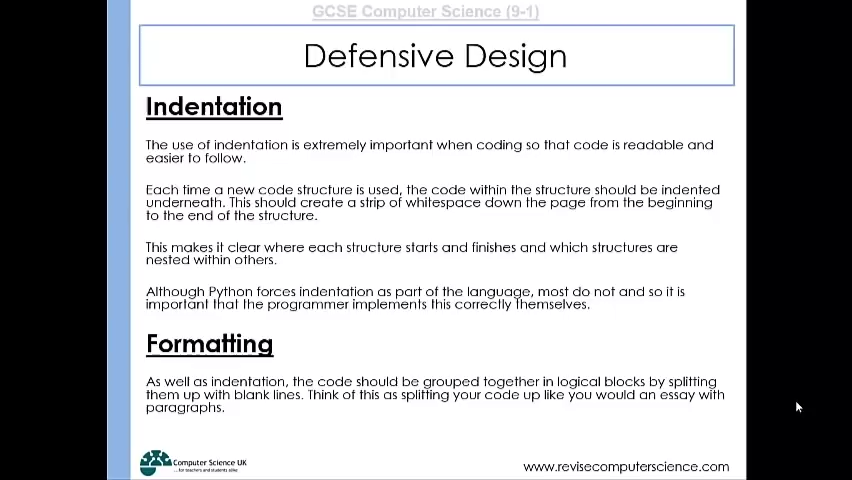 GCSE Computer Science (9-1)
Defensive Design
Indentation
The use of indentation is extremely important when coding so that code is readable and
easier to follow.
Each time a new code structure is used, the code within the structure should be indented
underneath. This should create a strip of whitespace down the page from the beginning
to the end of the structure.
This makes it clear where each structure starts and finishes and which structures are
nested within others.
Although Python forces indentation as part of the language, most do not and so it is
important that the programmer implements this correctly themselves.
Formatting
As well as indentation, the code should be grouped together in logical blocks by splitting
them up with blank lines. Think of this as splitting your code up like you would an essay with
paragraphs.
Computer Science UK
...for teachers and students alike
www.revisecomputerscience.com